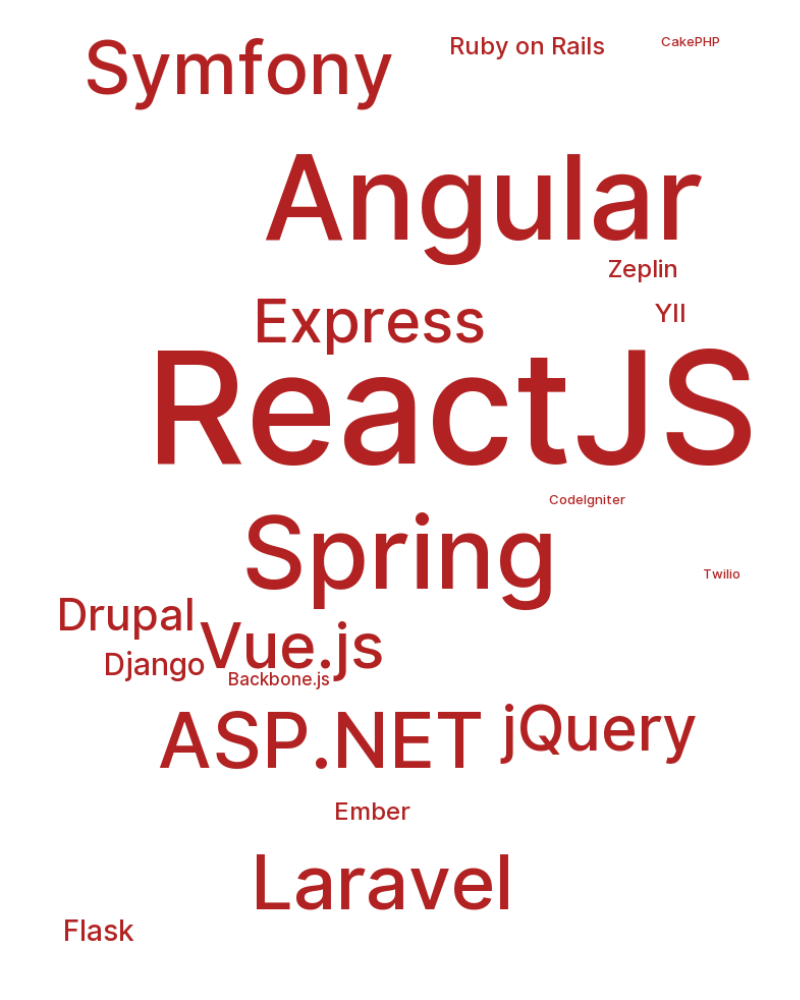 Symfony
Ruby on Rails
CakePHP
Angular
Zeplin
Express
YII
ReactJS
CodeIgniter
Spring
Twilio
Drupal
Vue.js
Django
Backbone.js
ASP.NET
jQuery
Ember
Laravel
Flask